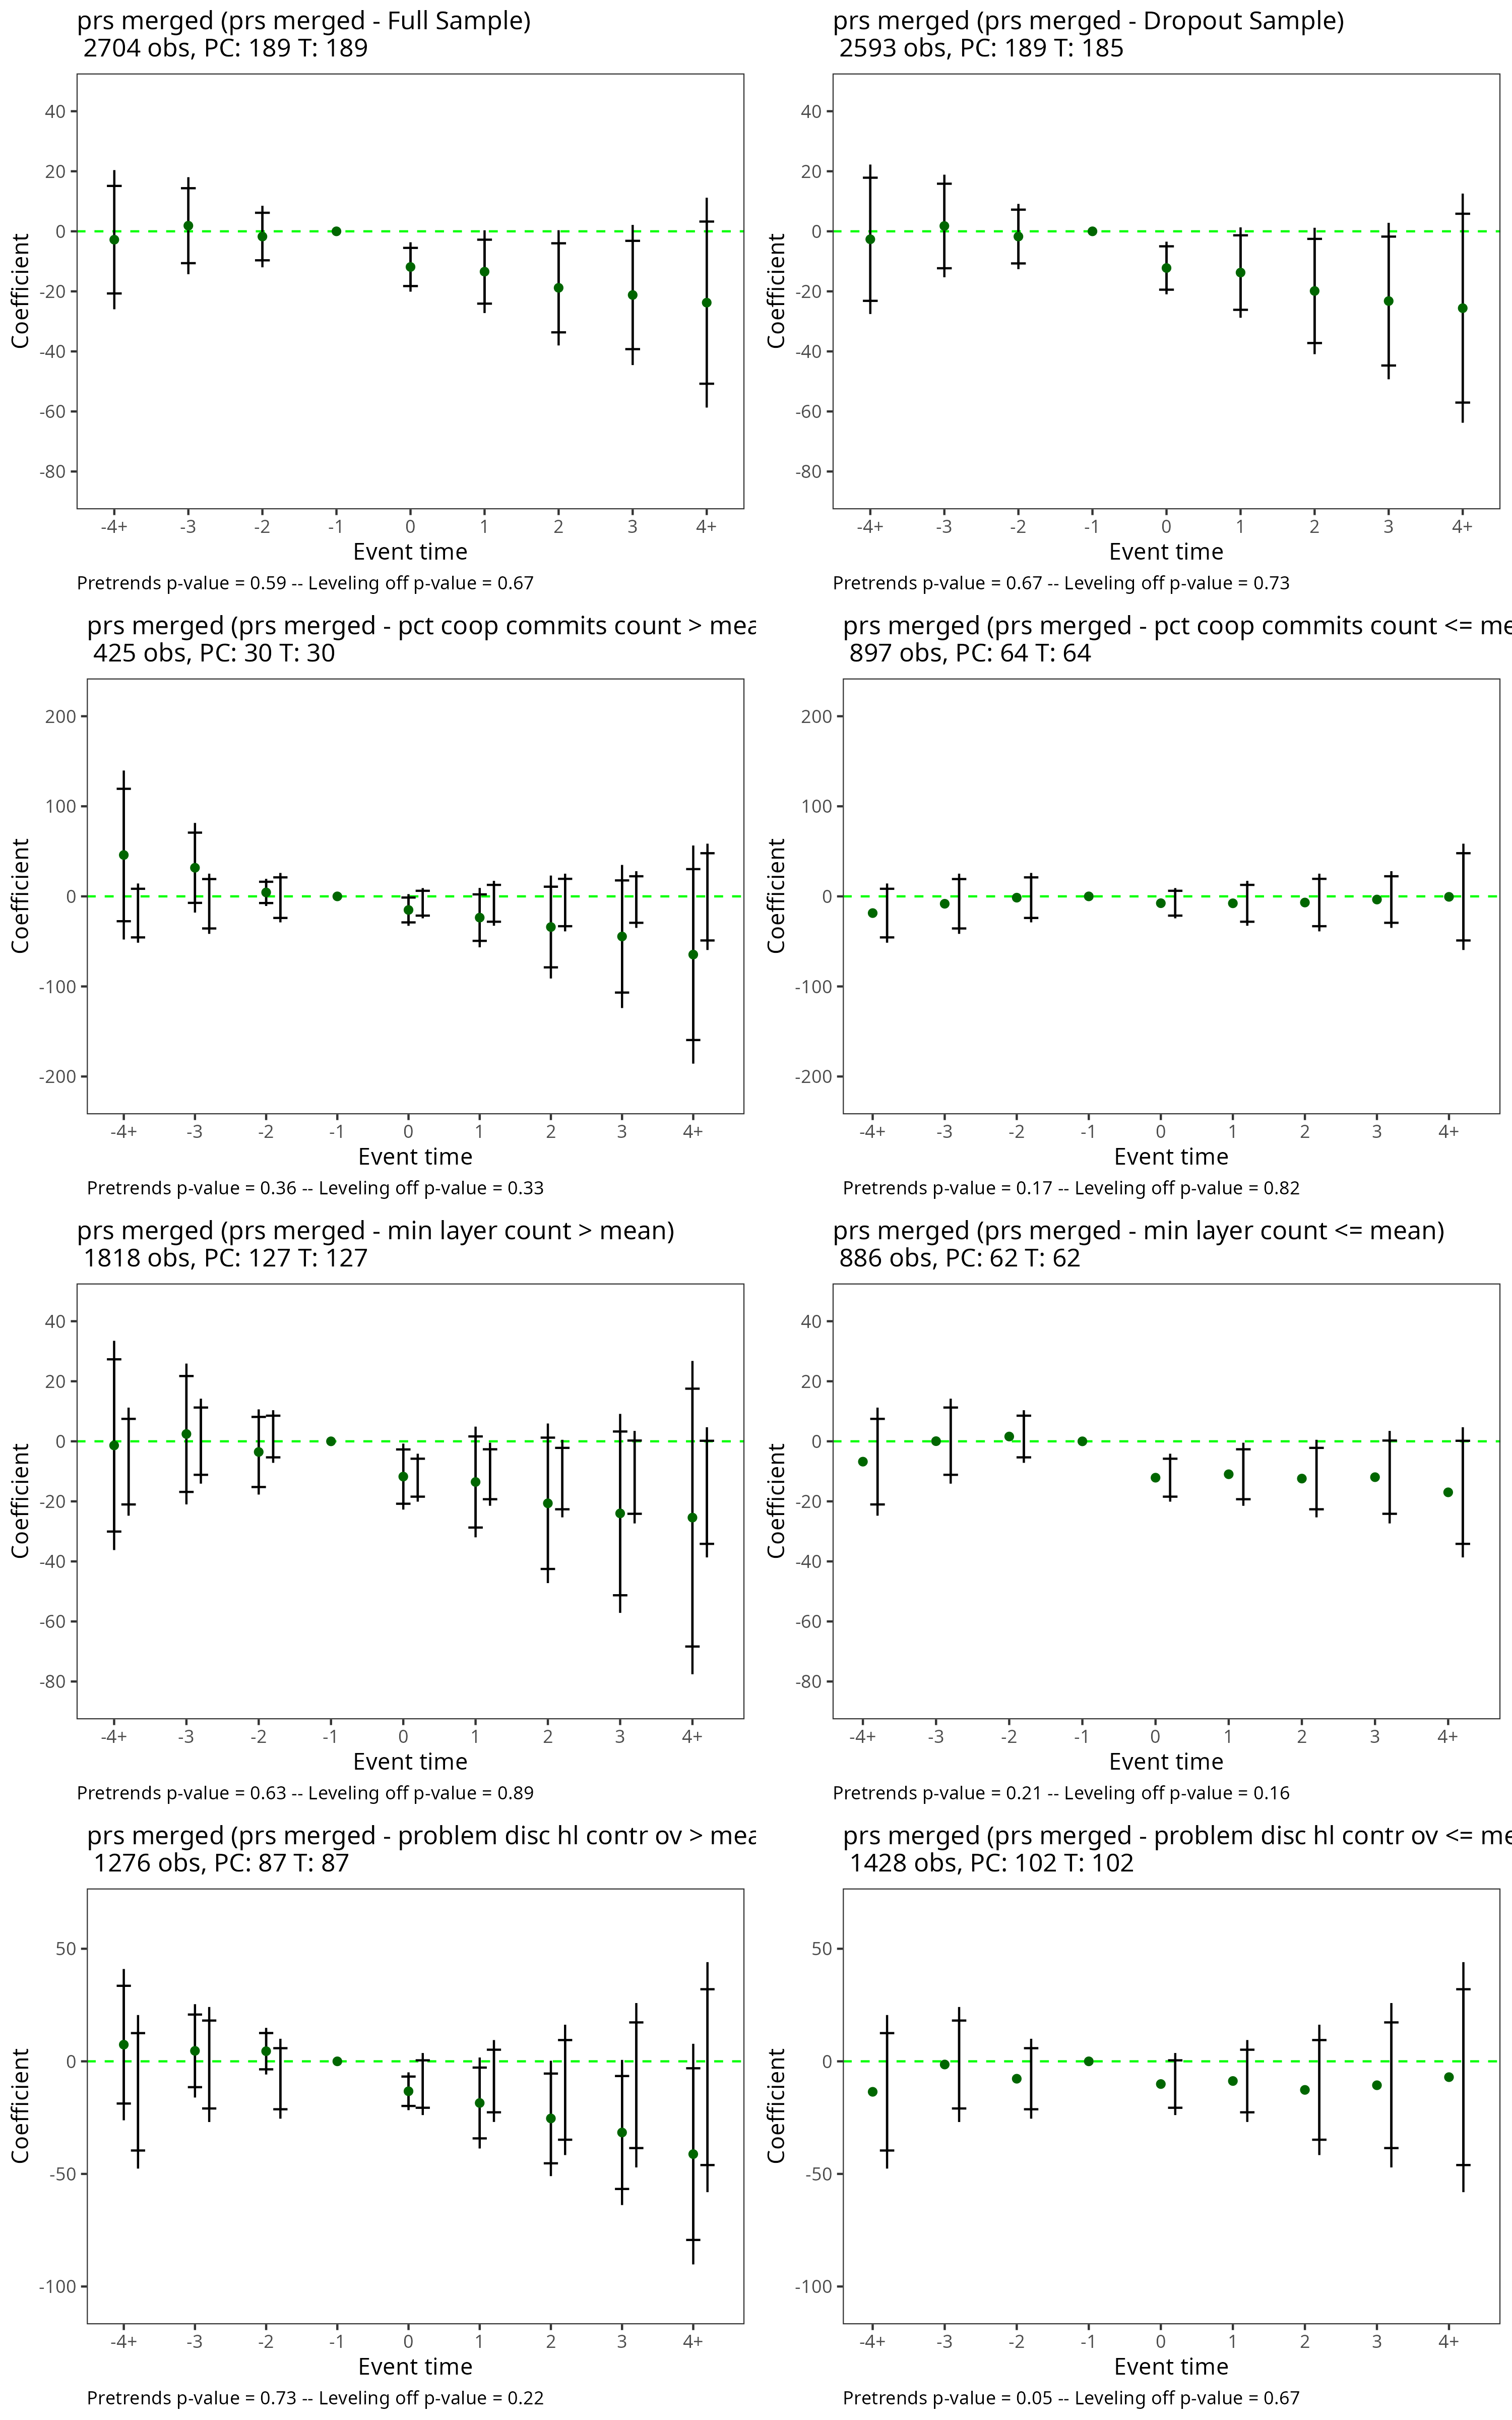 prs merged (prs merged - Full Sample)
2704 obs, PC: 189 T: 189
40
20
0
-20
-40
-60
-80
Coefficient
-4+ -3 -2 -1 0 1 2 3 4+
Event time
Pretrends p-value = 0.59 -- Leveling off p-value = 0.67
prs merged (prs merged - Dropout Sample)
2593 obs, PC: 189 T: 185
40
20
0
-20
-40
-60
-80
Coefficient
-4+ -3 -2 -1 0 1 2 3 4+
Event time
Pretrends p-value = 0.67 -- Leveling off p-value = 0.73
prs merged (prs merged - pct coop commits count > mea
425 obs, PC: 30 T: 30
200
100
0
-100
-200
Coefficient
-4+ -3 -2 -1 0 1 2 3 4+
Event time
Pretrends p-value = 0.36 -- Leveling off p-value = 0.33
prs merged (prs merged - pct coop commits count <= me
897 obs, PC: 64 T: 64
200
100
0
-100
-200
Coefficient
-4+ -3 -2 -1 0 1 2 3 4+
Event time
Pretrends p-value = 0.17 -- Leveling off p-value = 0.82
prs merged (prs merged - min layer count > mean)
1818 obs, PC: 127 T: 127
40
20
0
-20
-40
-60
-80
Coefficient
-4+ -3 -2 -1 0 1 2 3 4+
Event time
Pretrends p-value = 0.63 -- Leveling off p-value = 0.89
prs merged (prs merged - min layer count <= mean)
886 obs, PC: 62 T: 62
40
20
0
-20
-40
-60
-80
Coefficient
-4+ -3 -2 -1 0 1 2 3 4+
Event time
Pretrends p-value = 0.21 -- Leveling off p-value = 0.16
prs merged (prs merged - problem disc hl contr ov > mea
1276 obs, PC: 87 T: 87
50
0
-50
-100
Coefficient
-4+ -3 -2 -1 0 1 2 3 4+
Event time
Pretrends p-value = 0.73 -- Leveling off p-value = 0.22
prs merged (prs merged - problem disc hl contr ov <= me
1428 obs, PC: 102 T: 102
50
0
-50
-100
Coefficient
-4+ -3 -2 -1 0 1 2 3 4+
Event time
Pretrends p-value = 0.05 -- Leveling off p-value = 0.67